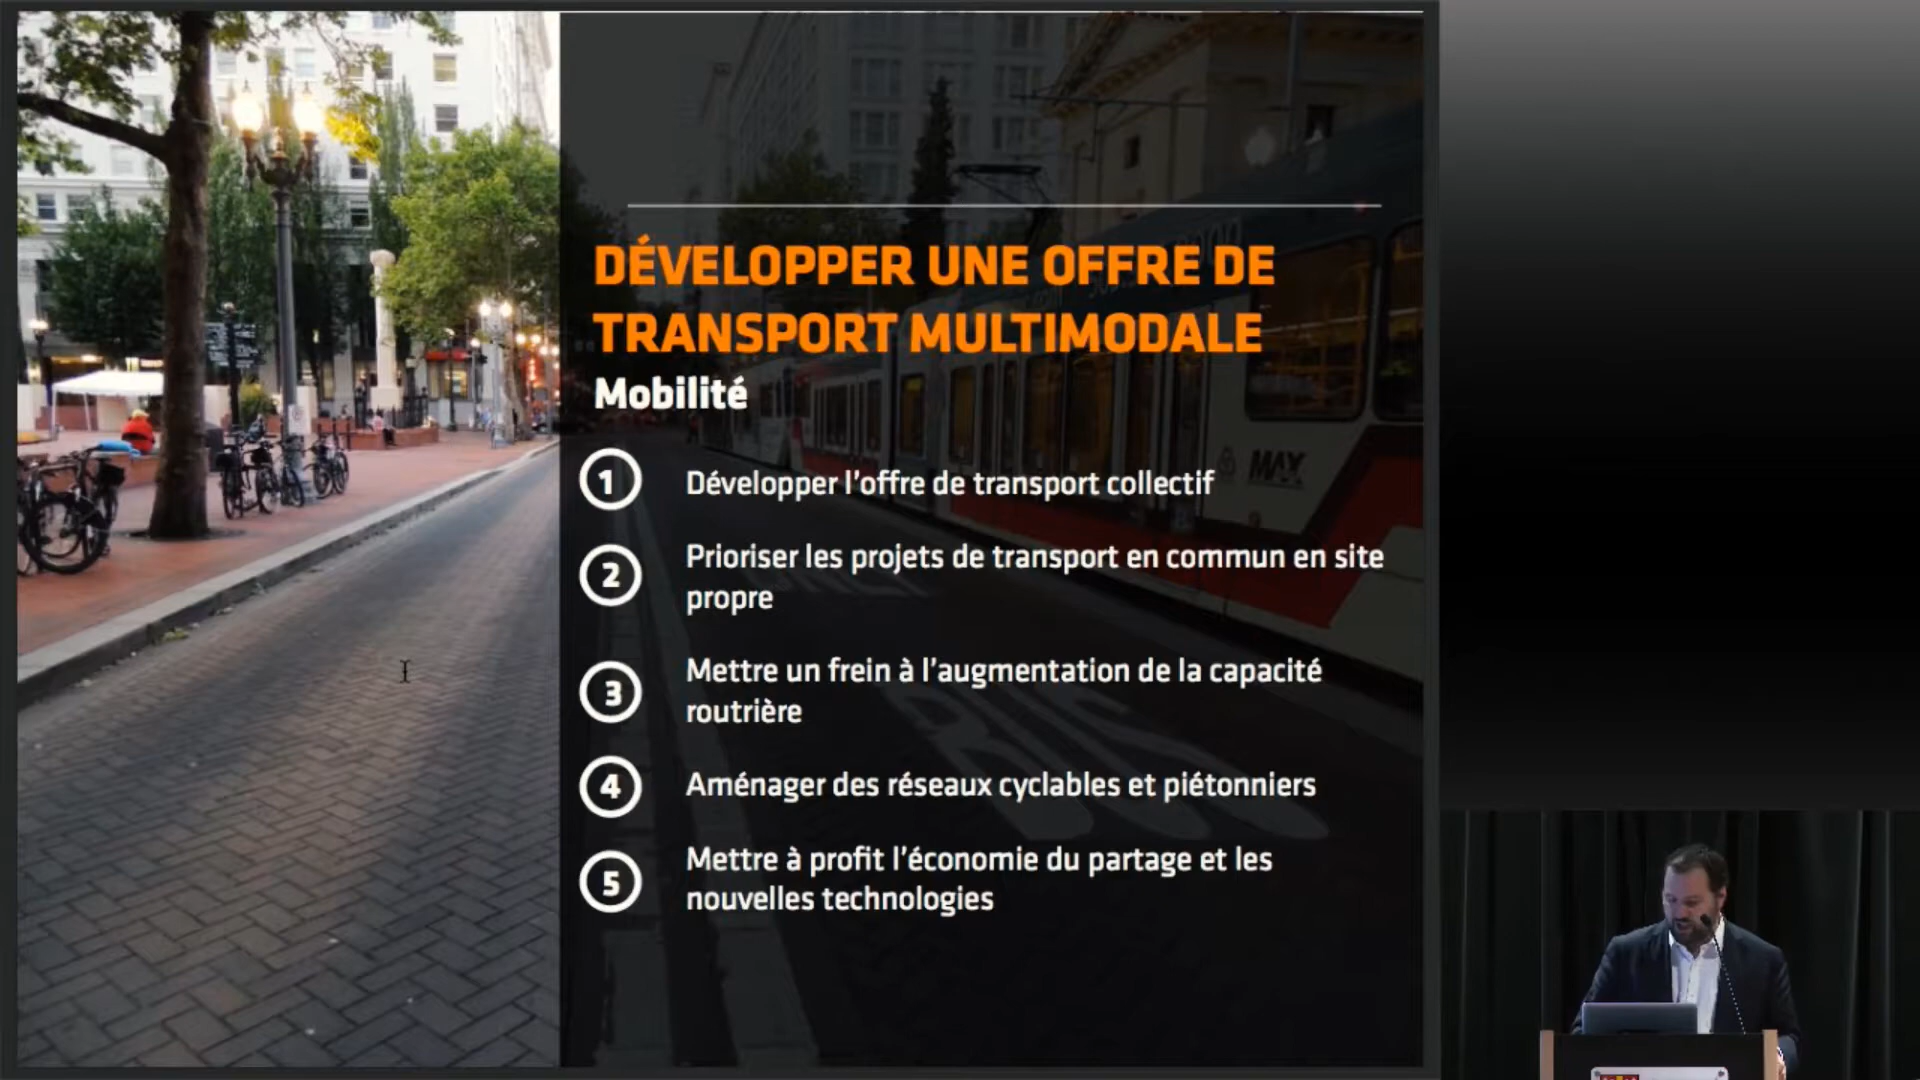 DÉVELOPPER UNE OFFRE DE
TRANSPORT MULTIMODALE
Mobilité
1 Développer l'offre de transport collectif
2 Prioriser les projets de transport en commun en site
propre
3 Mettre un frein à l'augmentation de la capacité
routrière
4 Aménager des réseaux cyclables et piétonniers
5 Mettre à profit l'économie du partage et les
nouvelles technologies
MAX
BUS